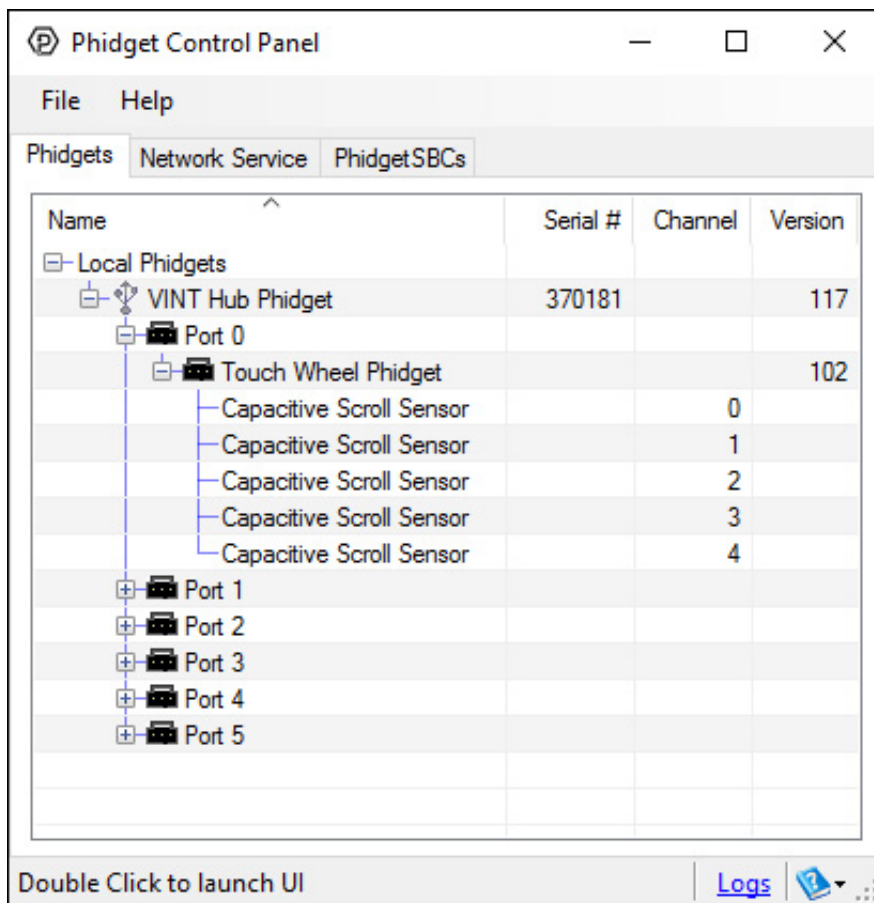 Phidget Control Panel
File Help
Phidgets Network Service PhidgetSBCs
Name Serial # Channel Version
Local Phidgets
VINT Hub Phidget 370181 117
Port 0
Touch Wheel Phidget 102
Capacitive Scroll Sensor 0
Capacitive Scroll Sensor 1
Capacitive Scroll Sensor 2
Capacitive Scroll Sensor 3
Capacitive Scroll Sensor 4
Port 1
Port 2
Port 3
Port 4
Port 5
Double Click to launch UI Logs